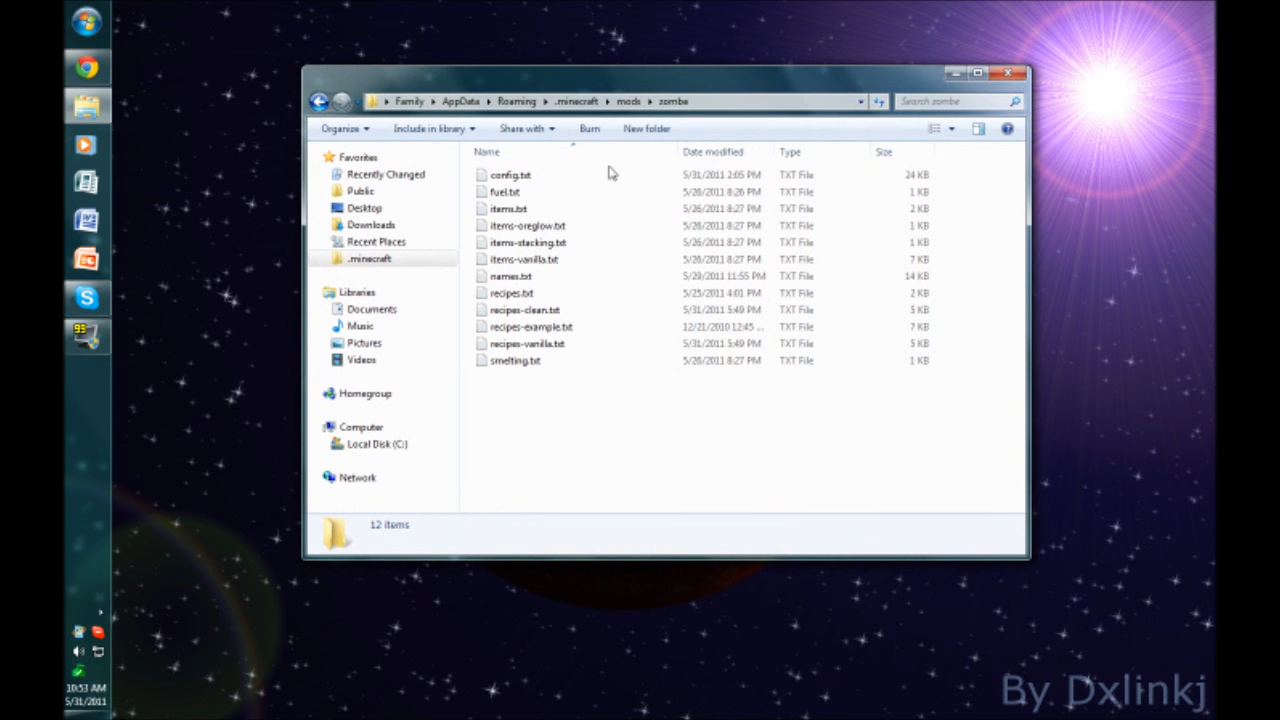 Family ▸ AppData ▸ Roaming ▸ .minecraft ▸ mods ▸ zombe
Search zombe
Organize Include in library Share with Burn New folder
Favorites
Recently Changed
Public
Desktop
Downloads
Recent Places
.minecraft
Libraries
Documents
Music
Pictures
Videos
Homegroup
Computer
Local Disk (C:)
Network
Name Date modified Type Size
config.txt 5/31/2011 2:05 PM TXT File 24 KB
fuel.txt 5/26/2011 8:26 PM TXT File 1 KB
items.txt 5/26/2011 8:27 PM TXT File 2 KB
items-oreglow.txt 5/26/2011 8:27 PM TXT File 1 KB
items-stacking.txt 5/26/2011 8:27 PM TXT File 1 KB
items-vanilla.txt 5/26/2011 8:27 PM TXT File 7 KB
names.txt 5/29/2011 11:55 PM TXT File 14 KB
recipes.txt 5/25/2011 4:01 PM TXT File 2 KB
recipes-clean.txt 5/31/2011 5:49 PM TXT File 5 KB
recipes-example.txt 12/21/2010 12:45 ... TXT File 7 KB
recipes-vanilla.txt 5/31/2011 5:49 PM TXT File 5 KB
smelting.txt 5/26/2011 8:27 PM TXT File 1 KB
12 items
99
10:53 AM
5/31/2011
By Dxlinkj